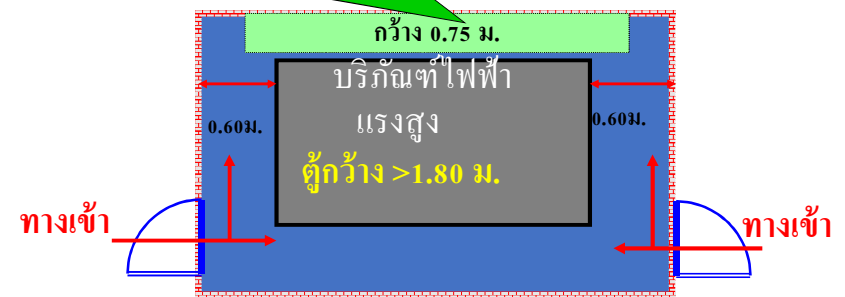 กว้าง 0.75 ม.
บริภัณฑ์ไฟฟ้า
แรงสูง
0.60ม.
0.60ม.
ตู้กว้าง >1.80 ม.
ทางเข้า
ทางเข้า